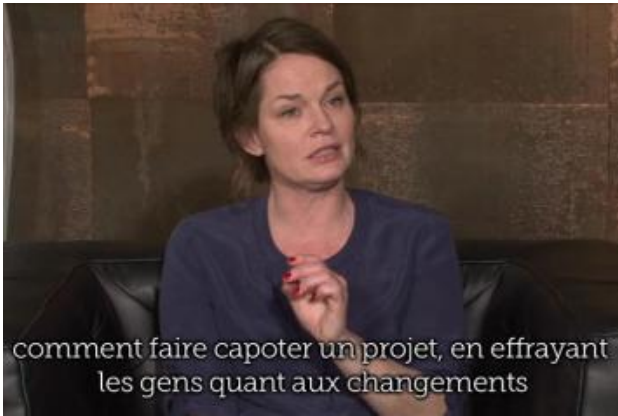 comment faire capoter un projet, en effrayant
les gens quant aux changements